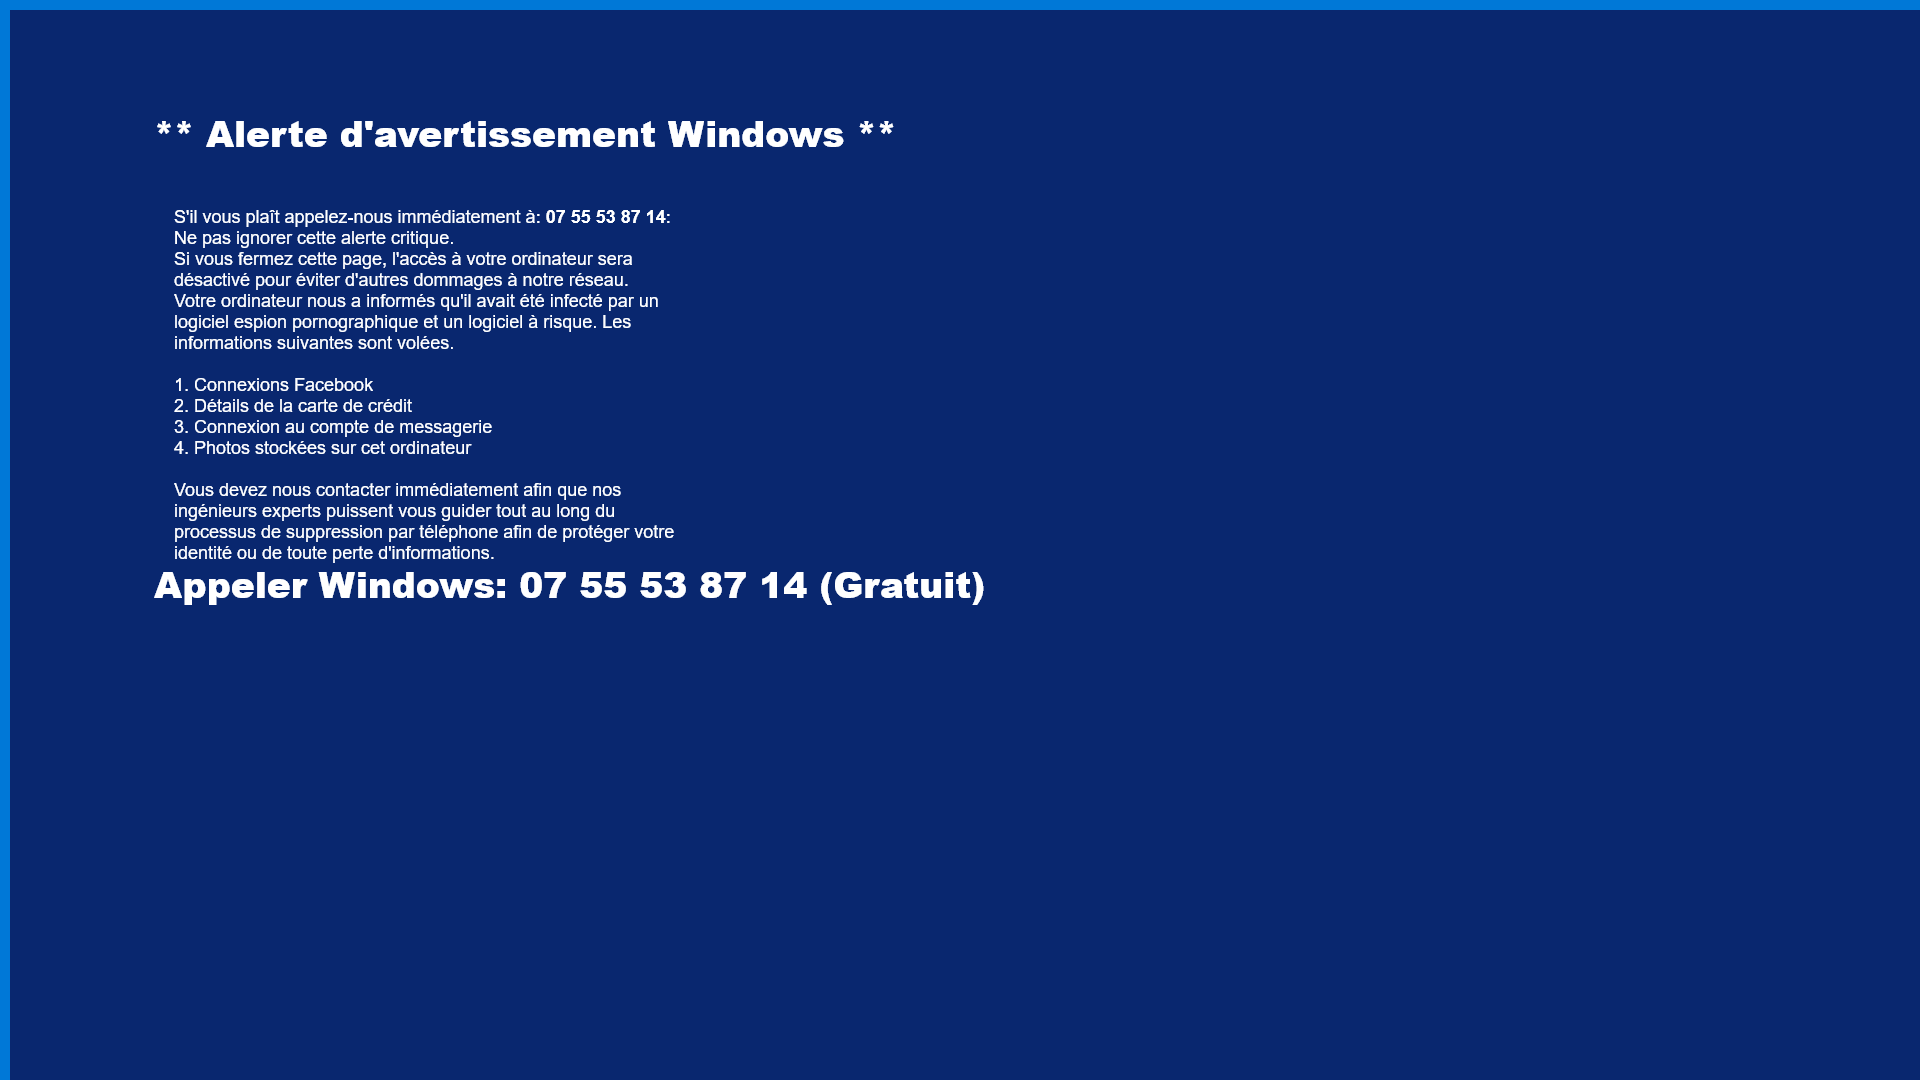 ** Alerte d'avertissement Windows **
S'il vous plaît appelez-nous immédiatement à: 07 55 53 87 14:
Ne pas ignorer cette alerte critique.
Si vous fermez cette page, l'accès à votre ordinateur sera
désactivé pour éviter d'autres dommages à notre réseau.
Votre ordinateur nous a informés qu'il avait été infecté par un
logiciel espion pornographique et un logiciel à risque. Les
informations suivantes sont volées.
1. Connexions Facebook
2. Détails de la carte de crédit
3. Connexion au compte de messagerie
4. Photos stockées sur cet ordinateur
Vous devez nous contacter immédiatement afin que nos
ingénieurs experts puissent vous guider tout au long du
processus de suppression par téléphone afin de protéger votre
identité ou de toute perte d'informations.
Appeler Windows: 07 55 53 87 14 (Gratuit)